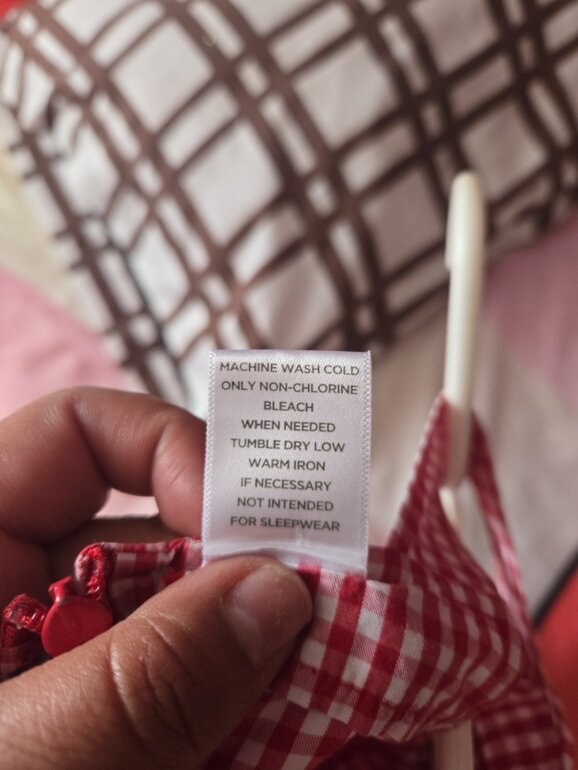 MACHINE WASH COLD
ONLY NON-CHLORINE
BLEACH
WHEN NEEDED
TUMBLE DRY LOW
WARM IRON
IF NECESSARY
NOT INTENDED
FOR SLEEPWEAR